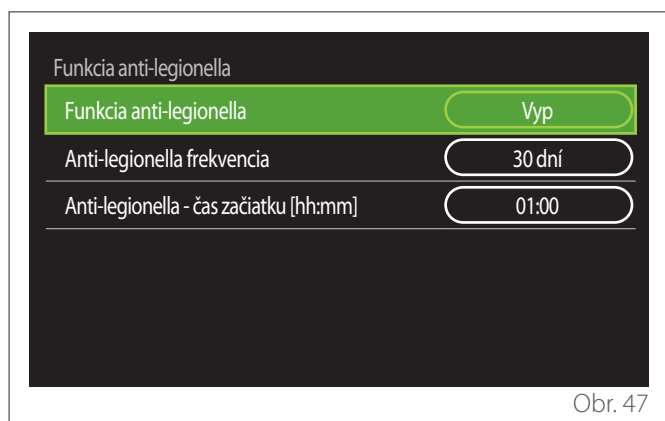 Funkcia anti-legionella
Funkcia anti-legionella Vyp
Anti-legionella frekvencia 30 dní
Anti-legionella - čas začiatku [hh:mm] 01:00
Obr. 47